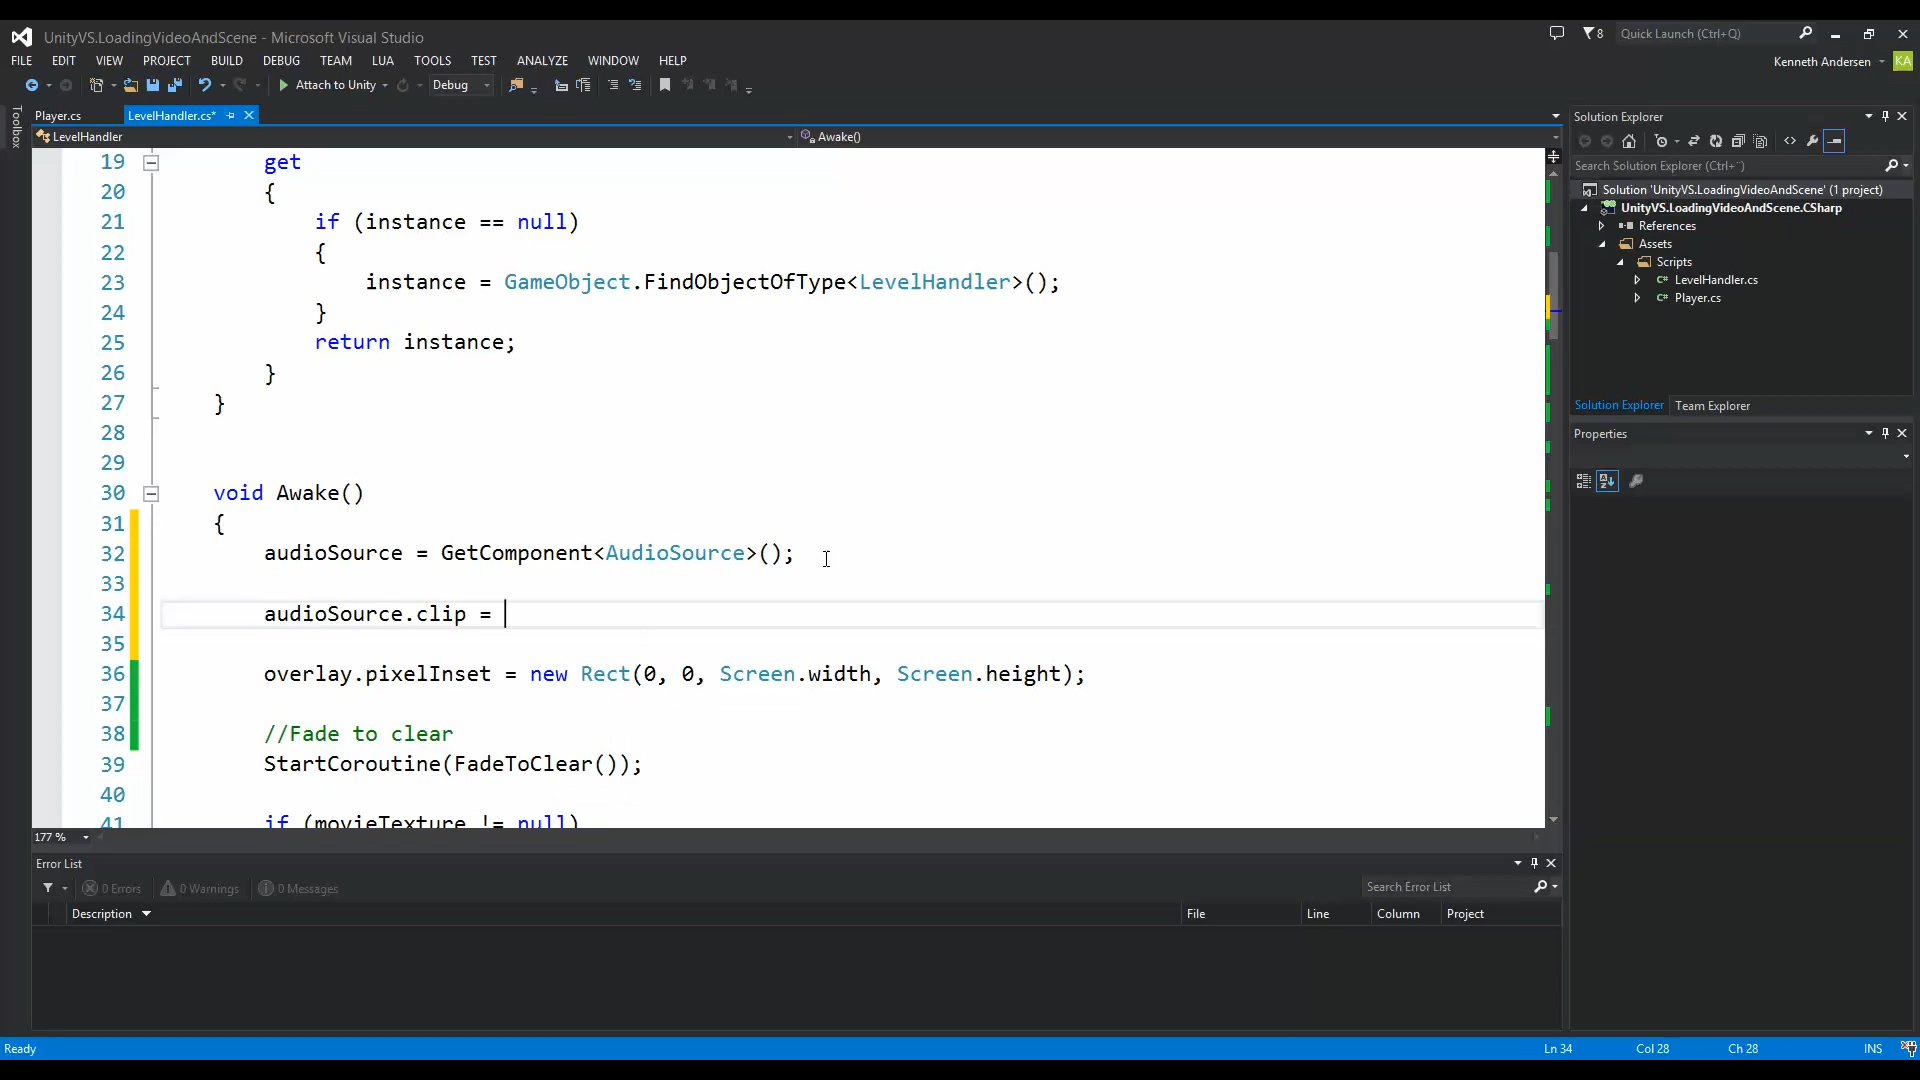 UnityVS.LoadingVideoAndScene - Microsoft Visual Studio
8
Quick Launch (Ctrl+Q)
FILE EDIT VIEW PROJECT BUILD DEBUG TEAM LUA TOOLS TEST ANALYZE WINDOW HELP
Kenneth Andersen KA
Attach to Unity Debug
Toolbox
Player.cs LevelHandler.cs*
LevelHandler Awake()
19 get
20 {
21 if (instance == null)
22 {
23 instance = GameObject.FindObjectOfType<LevelHandler>();
24 }
25 return instance;
26 }
27 }
28
29
30 void Awake()
31 {
32 audioSource = GetComponent<AudioSource>();
33
34 audioSource.clip =
35
36 overlay.pixelInset = new Rect(0, 0, Screen.width, Screen.height);
37
38 //Fade to clear
39 StartCoroutine(FadeToClear());
40
41 if (movieTexture != null)
177 %
Error List
0 Errors 0 Warnings 0 Messages
Search Error List
Description File Line Column Project
Solution Explorer
Search Solution Explorer (Ctrl+¨)
Solution 'UnityVS.LoadingVideoAndScene' (1 project)
UnityVS.LoadingVideoAndScene.CSharp
References
Assets
Scripts
C# LevelHandler.cs
C# Player.cs
Solution Explorer Team Explorer
Properties
Ready Ln 34 Col 28 Ch 28 INS